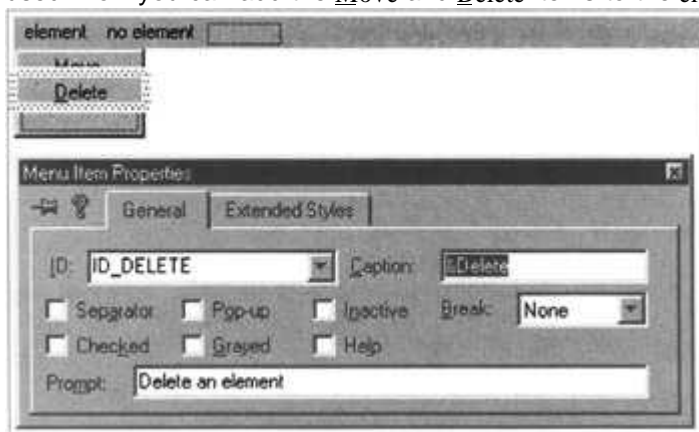 element no element
Move
Delete
Menu Item Properties
General Extended Styles
ID: ID_DELETE Caption: &Delete
Separator Pop-up Inactive Break: None
Checked Grayed Help
Prompt: Delete an element